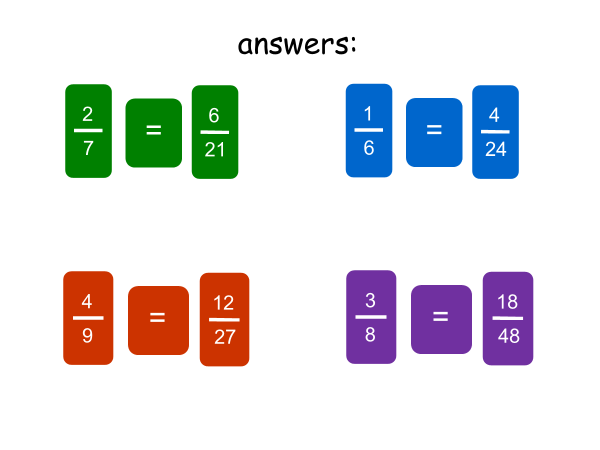 answers:
2/7 = 6/21
1/6 = 4/24
4/9 = 12/27
3/8 = 18/48